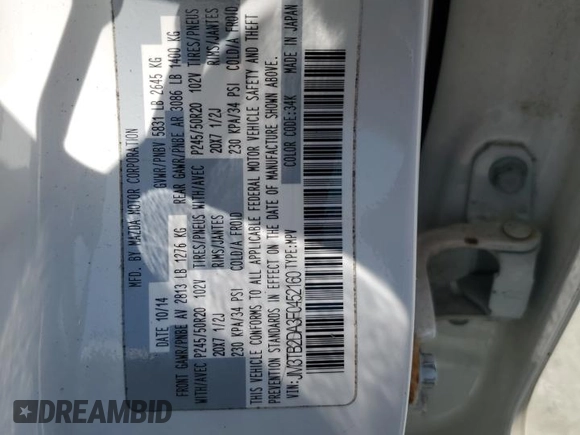 MFD. BY MAZDA MOTOR CORPORATION
DATE 10/14 GVWR/PNBV 5831 LB 2645 KG
FRONT GAWR/PNBE AV 2813 LB 1276 KG REAR GAWR/PNBE AR 3086 LB 1400 KG
WITH/AVEC P245/50R20 102V TIRES/PNEUS WITH/AVEC P245/50R20 102V TIRES/PNEUS
20X7 1/2J RIMS/JANTES 20X7 1/2J RIMS/JANTES
230 KPA/34 PSI COLD/A FROID 230 KPA/34 PSI COLD/A FROID
THIS VEHICLE CONFORMS TO ALL APPLICABLE FEDERAL MOTOR VEHICLE SAFETY AND THEFT
PREVENTION STANDARDS IN EFFECT ON THE DATE OF MANUFACTURE SHOWN ABOVE.
VIN: JM3TB2DA3F0452160 TYPE:MPV COLOR CODE:34K MADE IN JAPAN
DREAMBID